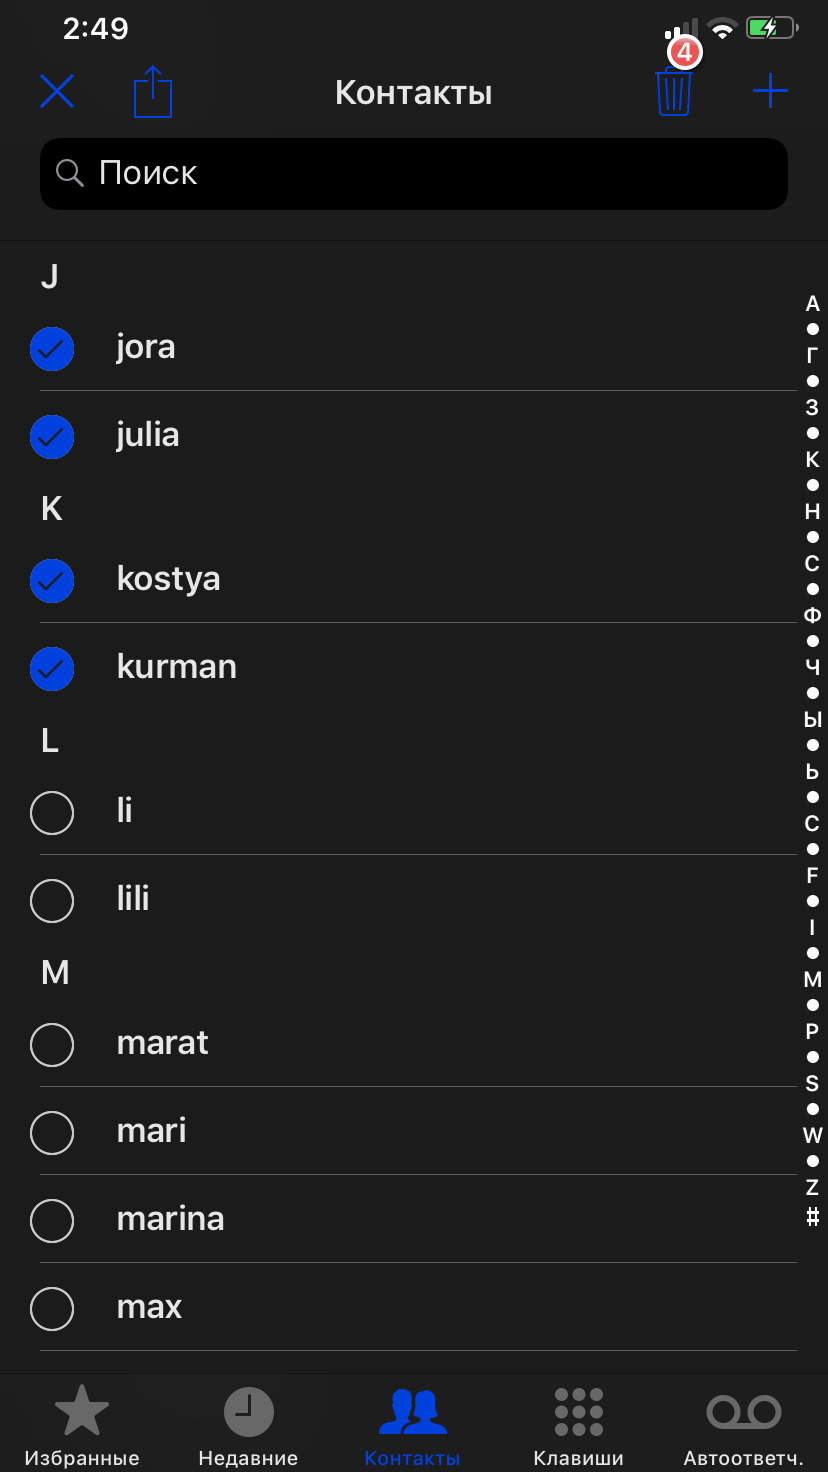 2:49
4
Контакты
Поиск
J
jora
julia
K
kostya
kurman
L
li
lili
M
marat
mari
marina
max
А
Г
З
К
Н
С
Ф
Ч
Ы
Ь
C
F
I
M
P
S
W
Z
#
Избранные
Недавние
Контакты
Клавиши
Автоответч.